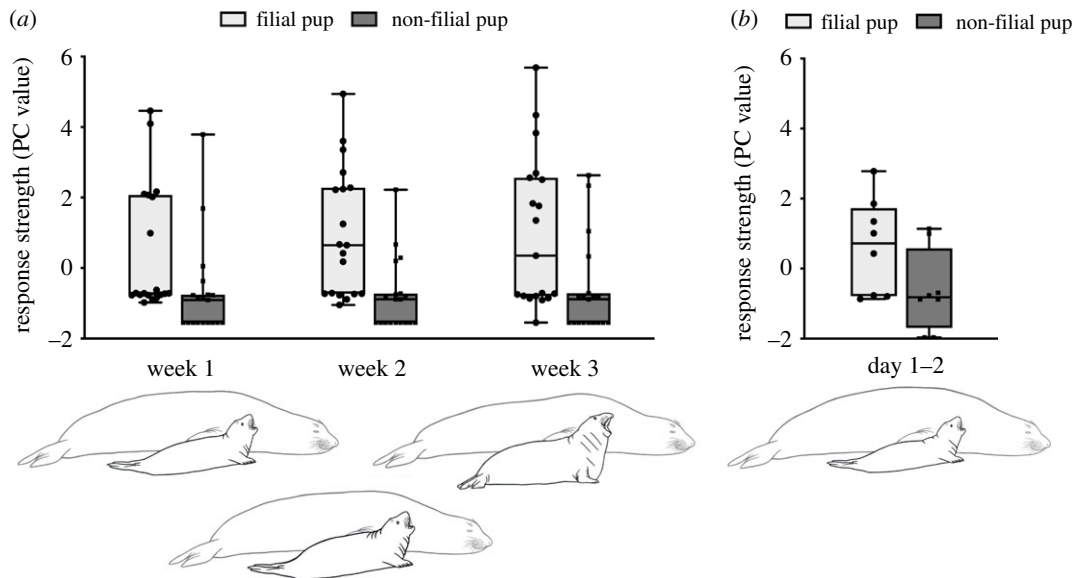 (a) filial pup non-filial pup
response strength (PC value)
6
4
2
0
–2
week 1 week 2 week 3
(b) filial pup non-filial pup
response strength (PC value)
6
4
2
0
–2
day 1–2